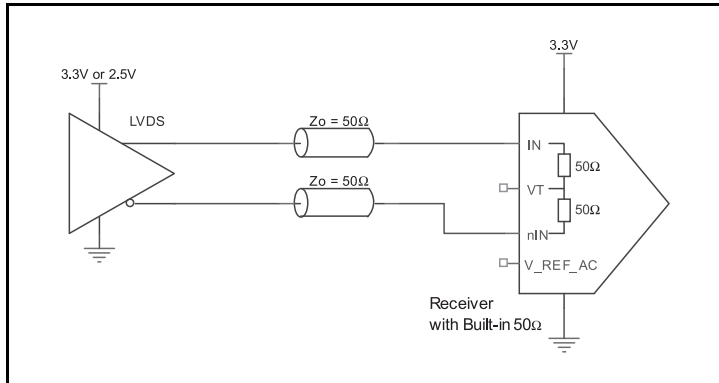 3.3V
3.3V or 2.5V
LVDS
Zo = 50Ω
Zo = 50Ω
IN
50Ω
VT
50Ω
nIN
V_REF_AC
Receiver
with Built-in 50Ω